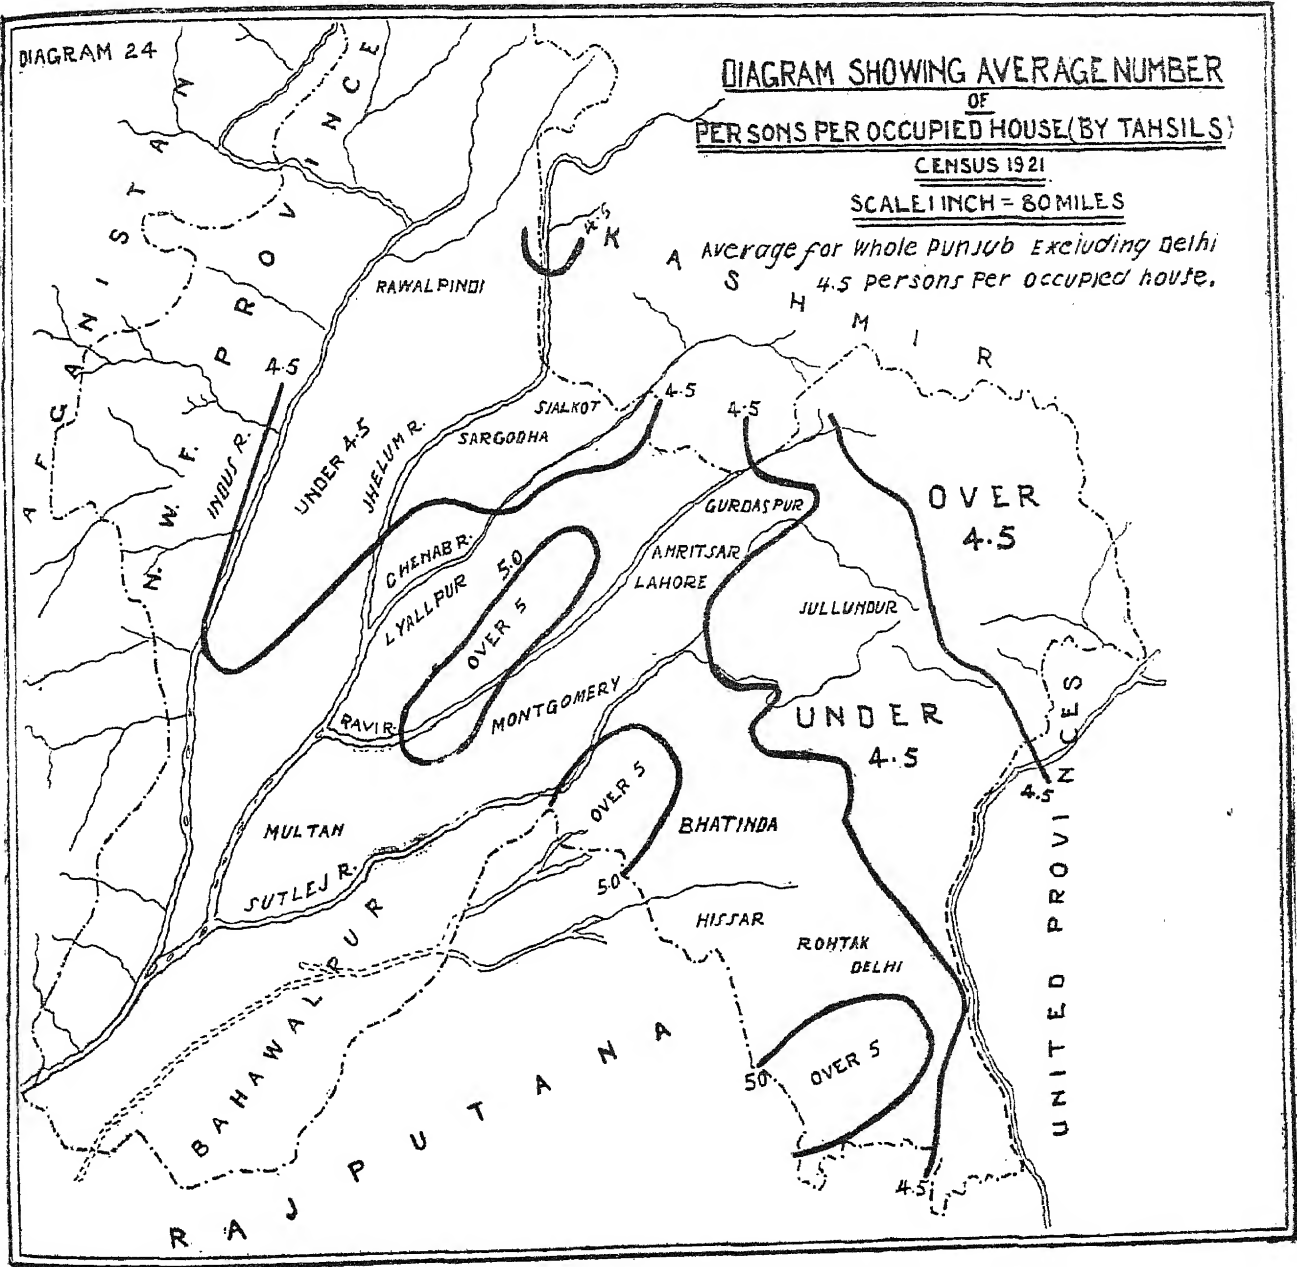 DIAGRAM 24
DIAGRAM SHOWING AVERAGE NUMBER
OF
PERSONS PER OCCUPIED HOUSE (BY TAHSILS)
CENSUS 1921.
SCALE 1 INCH = 80 MILES
Average for Whole Punjub Excluding Delhi
4.5 persons per occupied house.
AFGANISTAN
N. W. F. PROVINCE
KASHMIR
4.5
RAWALPINDI
4.5
INDUS R.
UNDER 4.5
JHELUM R.
SIALKOT
SARGODHA
4.5
4.5
OVER
4.5
GURDASPUR
AMRITSAR
LAHORE
JULLUNDUR
CHENAB R.
LYALLPUR
5.0
OVER 5
RAVI R.
MONTGOMERY
UNDER
4.5
4.5
UNITED PROVINCES
MULTAN
SUTLEJ R.
OVER 5
5.0
BHATINDA
HISSAR
ROHTAK
DELHI
50
OVER 5
4.5
BAHAWALPUR
RAJPUTANA